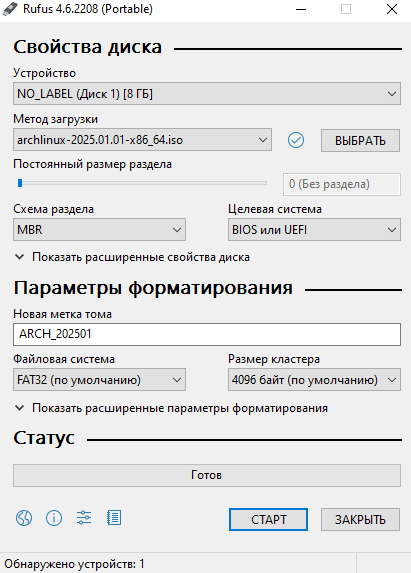 Rufus 4.6.2208 (Portable)
Свойства диска
Устройство
NO_LABEL (Диск 1) [8 ГБ]
Метод загрузки
archlinux-2025.01.01-x86_64.iso
ВЫБРАТЬ
Постоянный размер раздела
0 (Без раздела)
Схема раздела
Целевая система
MBR
BIOS или UEFI
Показать расширенные свойства диска
Параметры форматирования
Новая метка тома
ARCH_202501
Файловая система
Размер кластера
FAT32 (по умолчанию)
4096 байт (по умолчанию)
Показать расширенные параметры форматирования
Статус
Готов
СТАРТ
ЗАКРЫТЬ
Обнаружено устройств: 1